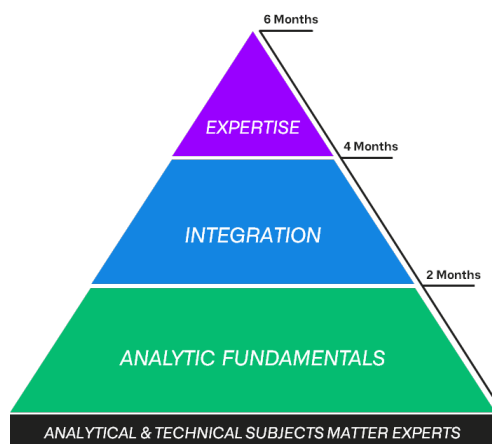 6 Months
EXPERTISE
4 Months
INTEGRATION
2 Months
ANALYTIC FUNDAMENTALS
ANALYTICAL & TECHNICAL SUBJECTS MATTER EXPERTS